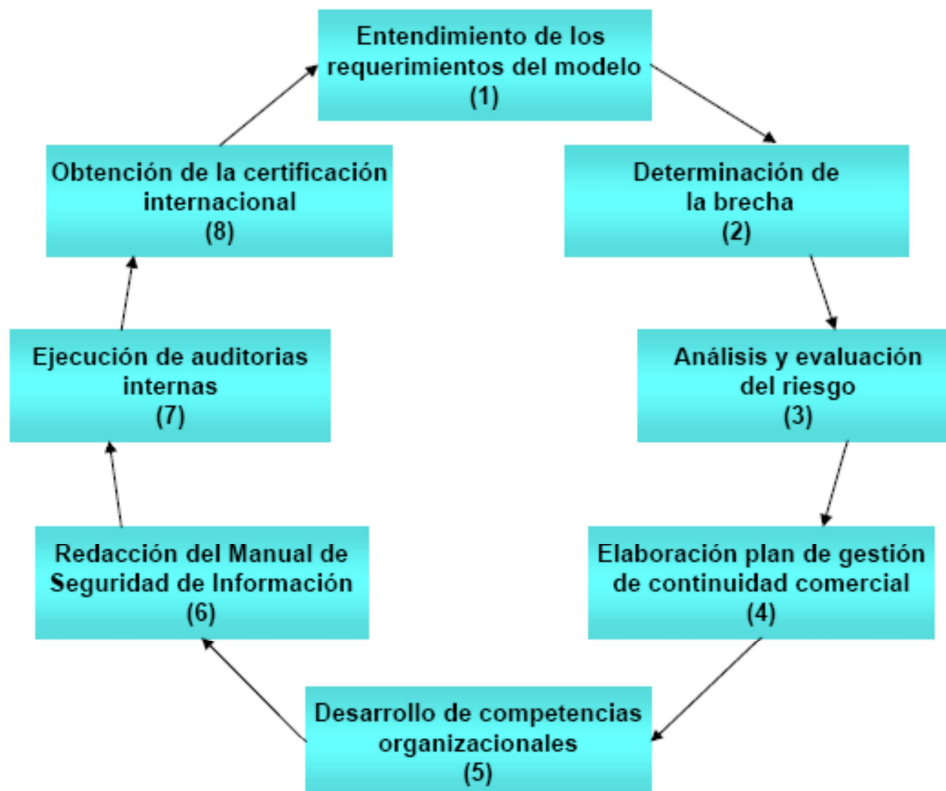 Entendimiento de los
requerimientos del modelo
(1)
Determinación de
la brecha
(2)
Análisis y evaluación
del riesgo
(3)
Elaboración plan de gestión
de continuidad comercial
(4)
Desarrollo de competencias
organizacionales
(5)
Redacción del Manual de
Seguridad de Información
(6)
Ejecución de auditorias
internas
(7)
Obtención de la certificación
internacional
(8)